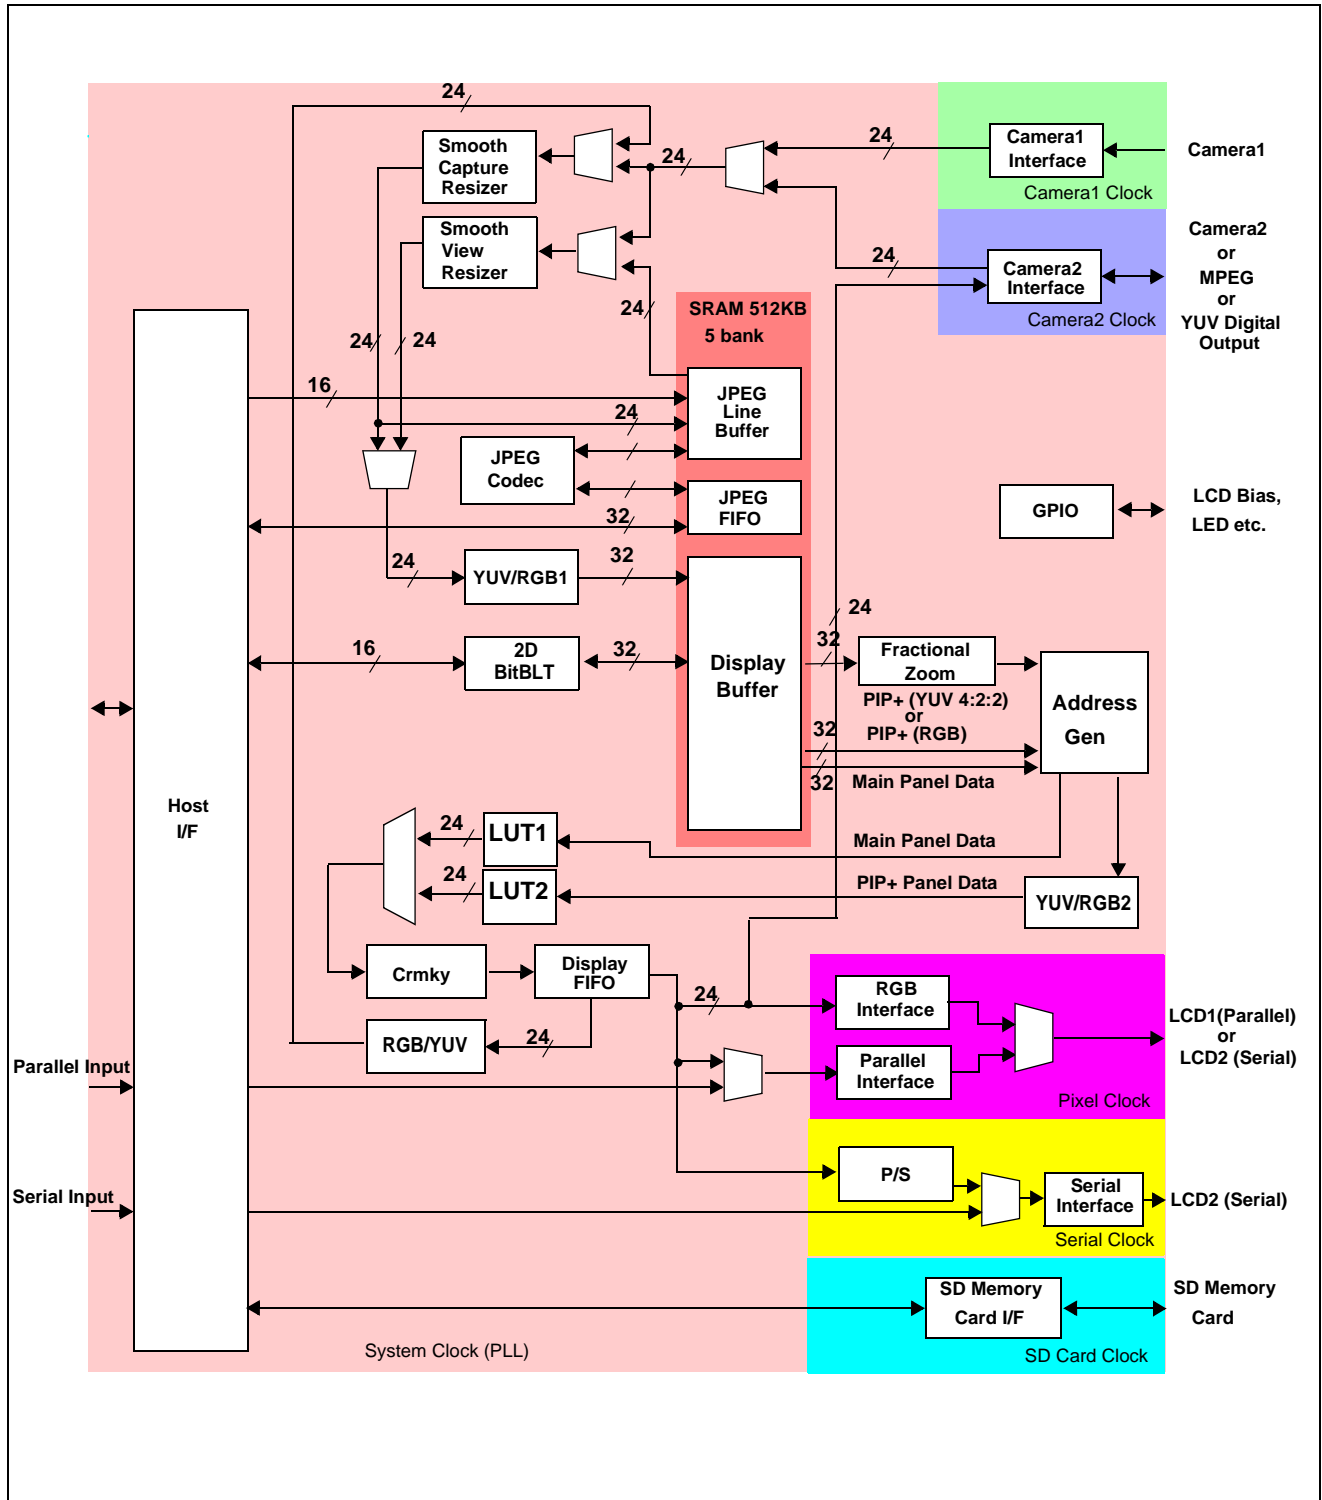 24
Smooth
Capture
Resizer
24
24
Camera1
Interface
Camera1
Camera1 Clock
Smooth
View
Resizer
24
Camera2
Interface
Camera2 Clock
Camera2
or
MPEG
or
YUV Digital
Output
24
24
24
SRAM 512KB
5 bank
16
24
JPEG
Line
Buffer
JPEG
Codec
JPEG
FIFO
32
GPIO
LCD Bias,
LED etc.
24
YUV/RGB1
32
24
16
2D
BitBLT
32
Display
Buffer
32
Fractional
Zoom
Address
Gen
PIP+ (YUV 4:2:2)
or
PIP+ (RGB)
32
32
Main Panel Data
Host
I/F
24
LUT1
Main Panel Data
24
LUT2
PIP+ Panel Data
YUV/RGB2
Crmky
Display
FIFO
24
RGB
Interface
LCD1(Parallel)
or
LCD2 (Serial)
RGB/YUV
24
Parallel Input
Parallel
Interface
Pixel Clock
P/S
Serial
Interface
Serial Input
LCD2 (Serial)
Serial Clock
SD Memory
Card I/F
SD Memory
Card
System Clock (PLL)
SD Card Clock